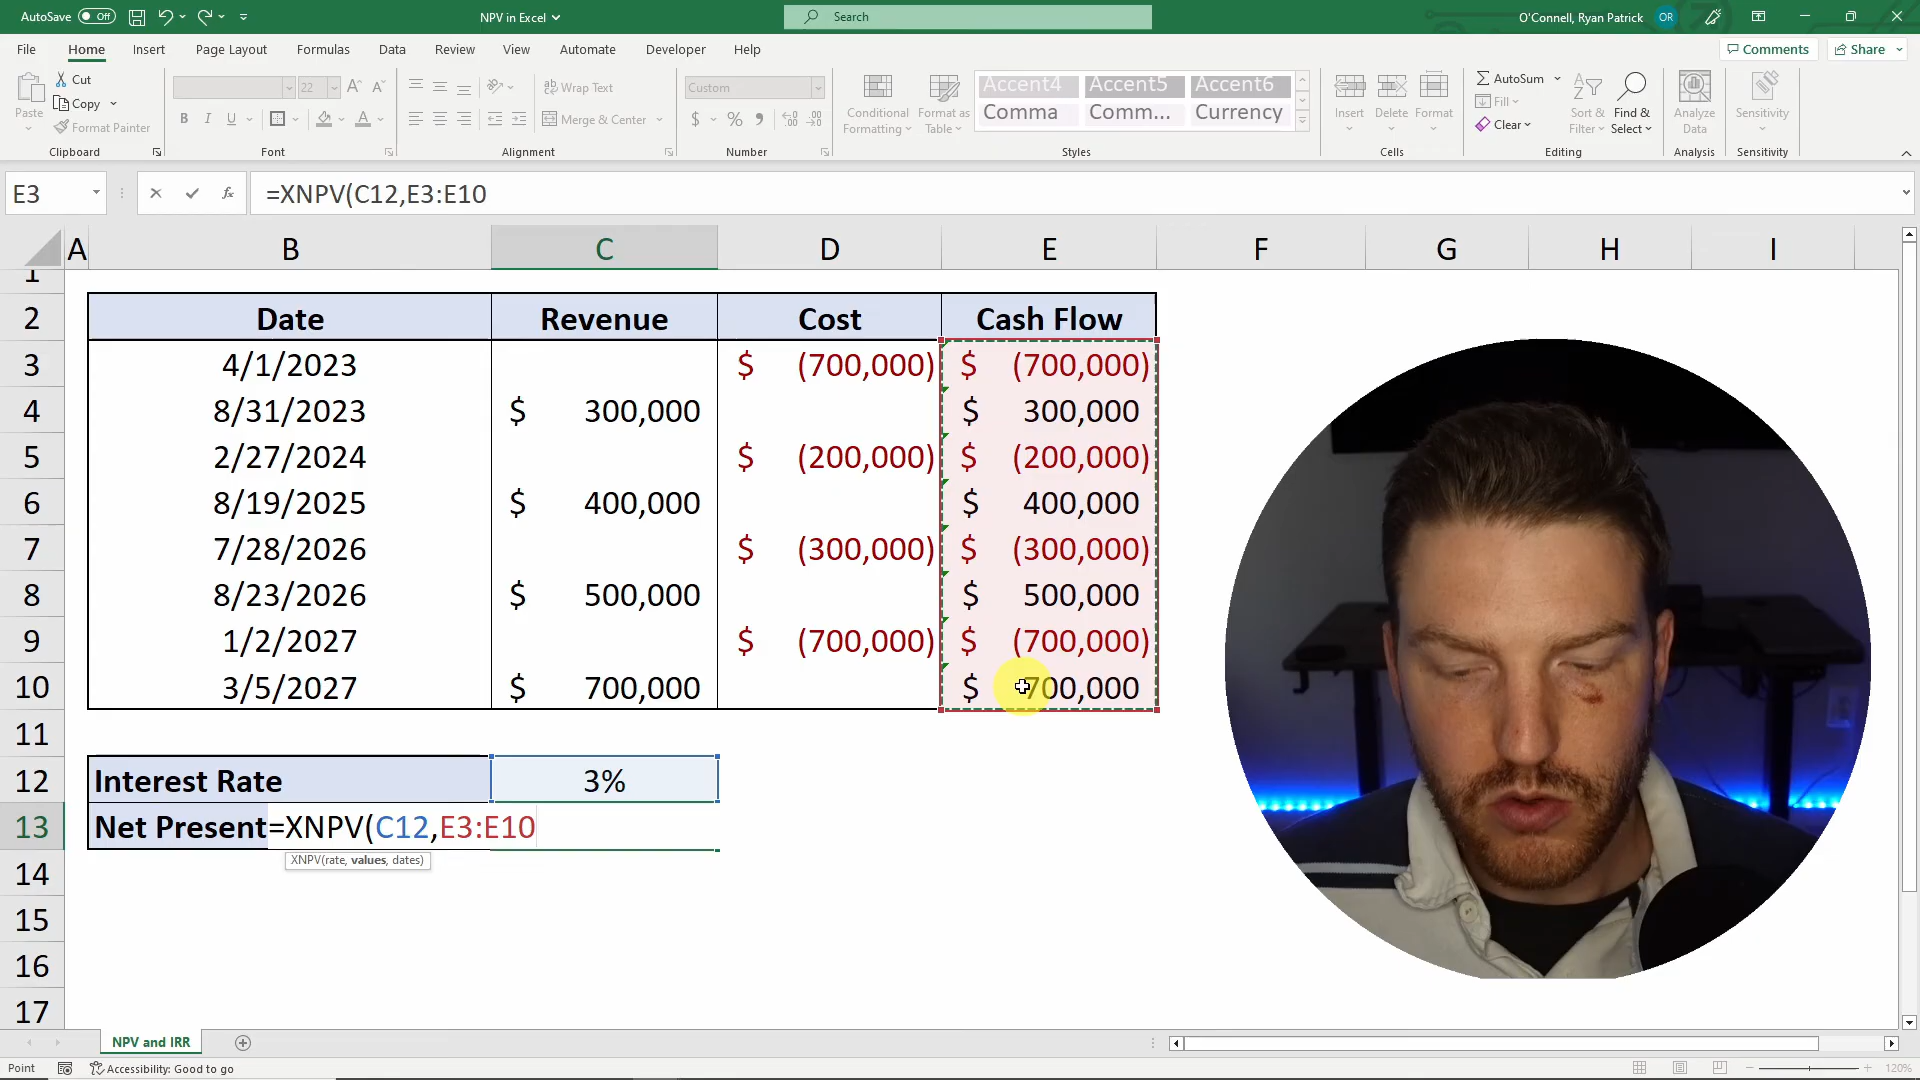 AutoSave Off NPV in Excel Search O'Connell, Ryan Patrick OR
File Home Insert Page Layout Formulas Data Review View Automate Developer Help Comments Share
Paste Cut Copy Format Painter
22
Wrap Text
Merge & Center
Custom
$ % 9
Conditional Formatting
Format as Table
Accent4 Accent5 Accent6
Comma Comm... Currency
Insert Delete Format
AutoSum
Fill
Clear
Sort & Filter
Find & Select
Analyze Data
Sensitivity
Clipboard Font Alignment Number Styles Cells Editing Analysis Sensitivity
E3 fx =XNPV(C12,E3:E10
A B C D E F G H I
1
2 Date Revenue Cost Cash Flow
3 4/1/2023 $ (700,000) $ (700,000)
4 8/31/2023 $ 300,000 $ 300,000
5 2/27/2024 $ (200,000) $ (200,000)
6 8/19/2025 $ 400,000 $ 400,000
7 7/28/2026 $ (300,000) $ (300,000)
8 8/23/2026 $ 500,000 $ 500,000
9 1/2/2027 $ (700,000) $ (700,000)
10 3/5/2027 $ 700,000 $ 700,000
11
12 Interest Rate 3%
13 Net Present =XNPV(C12,E3:E10
XNPV(rate, values, dates)
14
15
16
17
NPV and IRR
Point Accessibility: Good to go 120%